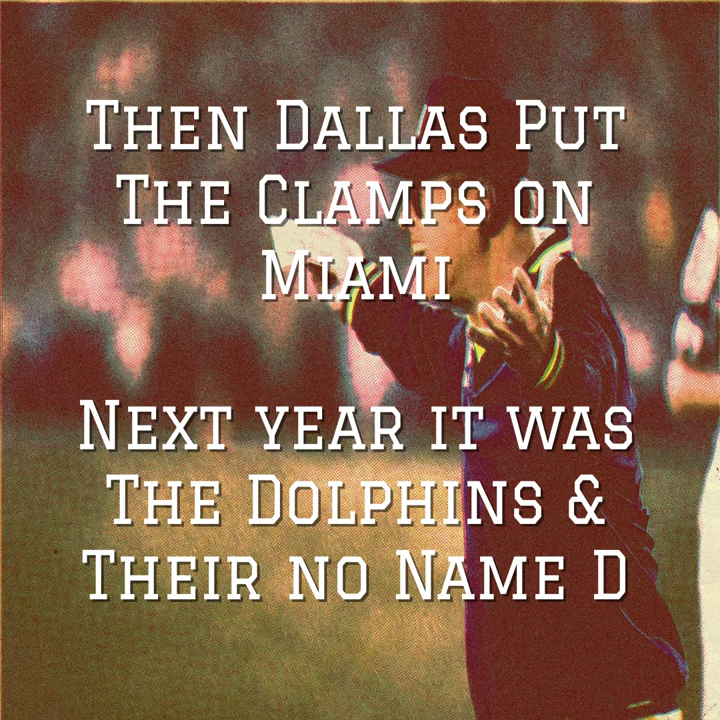 Then Dallas Put
The Clamps on
Miami
Next year it was
The Dolphins &
Their no Name D